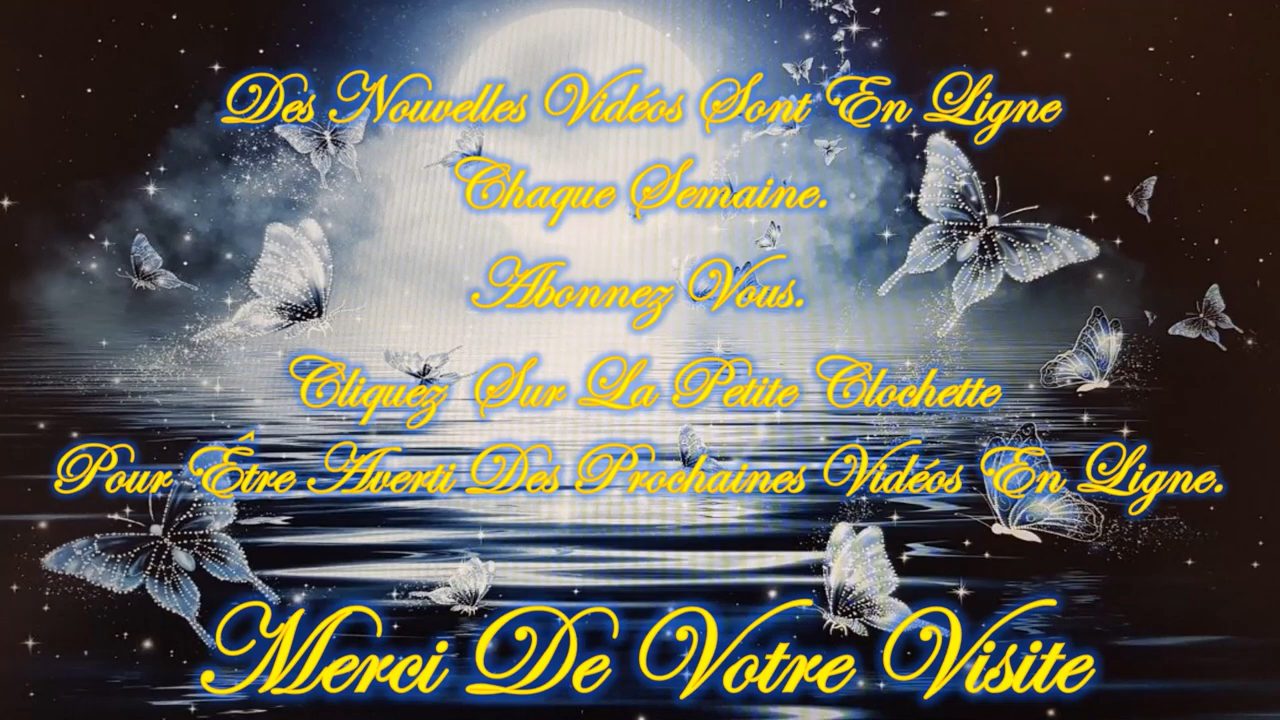 Des Nouvelles Vidéos Sont En Ligne
Chaque Semaine.
Abonnez Vous.
Cliquez Sur La Petite Clochette
Pour Être Averti Des Prochaines Vidéos En Ligne.
Merci De Votre Visite